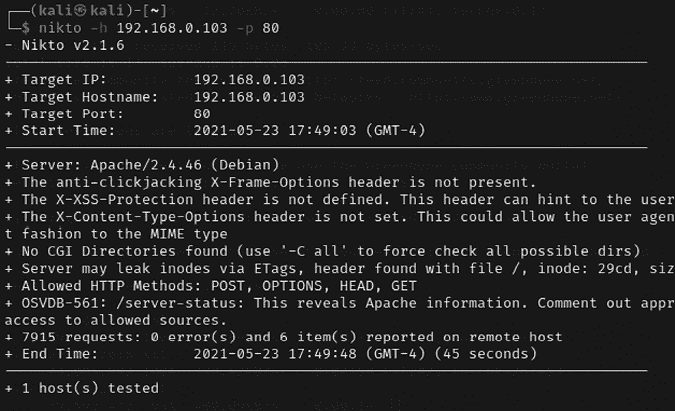 ┌──(kali㉿kali)-[~]
└─$ nikto -h 192.168.0.103 -p 80
- Nikto v2.1.6
+ Target IP: 192.168.0.103
+ Target Hostname: 192.168.0.103
+ Target Port: 80
+ Start Time: 2021-05-23 17:49:03 (GMT-4)
+ Server: Apache/2.4.46 (Debian)
+ The anti-clickjacking X-Frame-Options header is not present.
+ The X-XSS-Protection header is not defined. This header can hint to the user
+ The X-Content-Type-Options header is not set. This could allow the user agen
t fashion to the MIME type
+ No CGI Directories found (use '-C all' to force check all possible dirs)
+ Server may leak inodes via ETags, header found with file /, inode: 29cd, siz
+ Allowed HTTP Methods: POST, OPTIONS, HEAD, GET
+ OSVDB-561: /server-status: This reveals Apache information. Comment out appr
access to allowed sources.
+ 7915 requests: 0 error(s) and 6 item(s) reported on remote host
+ End Time: 2021-05-23 17:49:48 (GMT-4) (45 seconds)
+ 1 host(s) tested